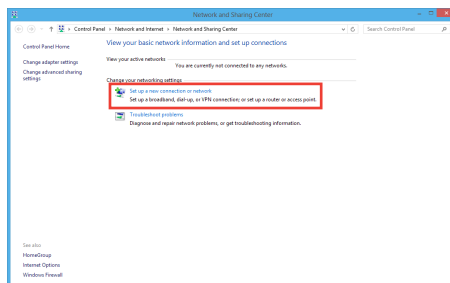 Network and Sharing Center
Control Panel › Network and Internet › Network and Sharing Center
Search Control Panel
Control Panel Home
Change adapter settings
Change advanced sharing
settings
View your basic network information and set up connections
View your active networks
You are currently not connected to any networks.
Change your networking settings
Set up a new connection or network
Set up a broadband, dial-up, or VPN connection; or set up a router or access point.
Troubleshoot problems
Diagnose and repair network problems, or get troubleshooting information.
See also
HomeGroup
Internet Options
Windows Firewall